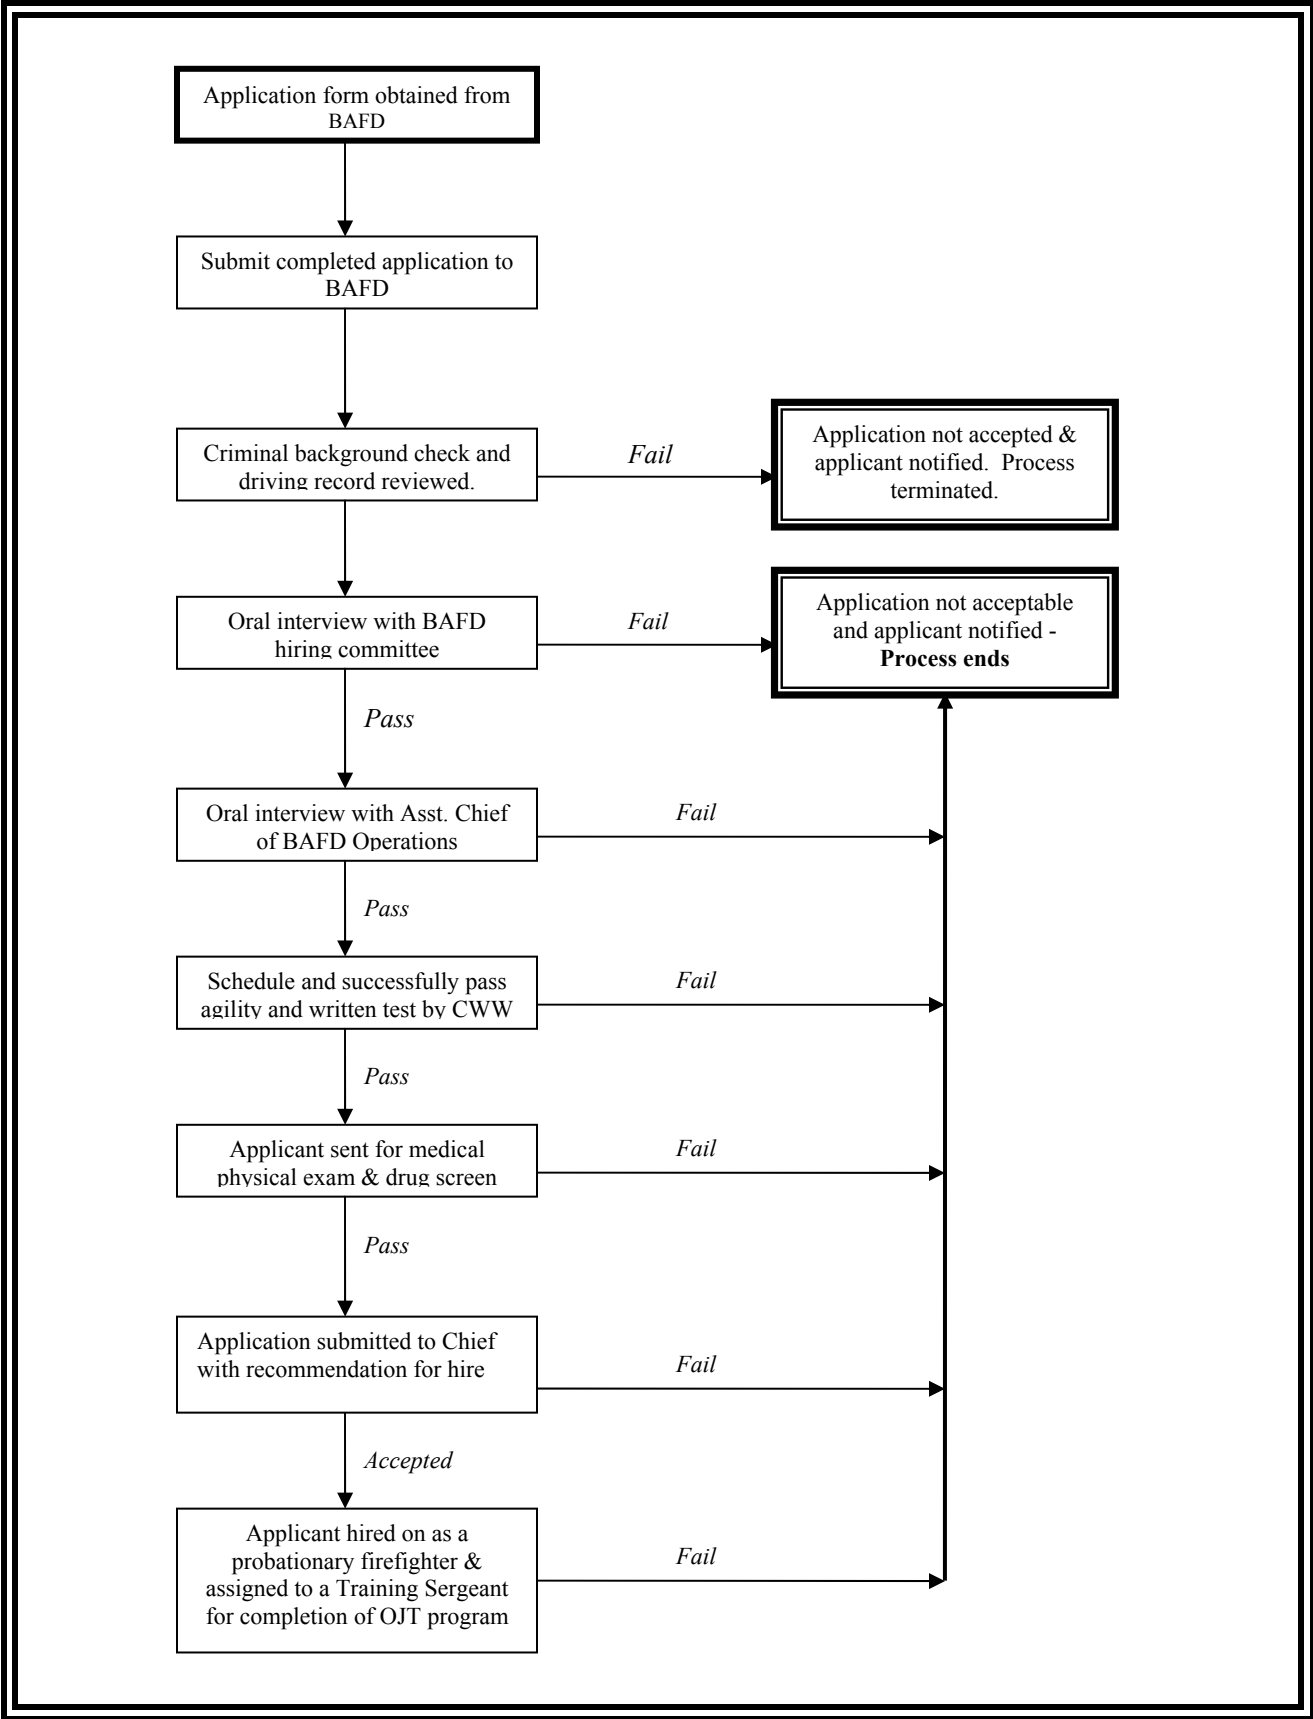 Application form obtained from
BAFD
Submit completed application to
BAFD
Criminal background check and
driving record reviewed.
Fail
Application not accepted &
applicant notified.  Process
terminated.
Oral interview with BAFD
hiring committee
Fail
Application not acceptable
and applicant notified -
Process ends
Pass
Oral interview with Asst. Chief
of BAFD Operations
Fail
Pass
Schedule and successfully pass
agility and written test by CWW
Fail
Pass
Applicant sent for medical
physical exam & drug screen
Fail
Pass
Application submitted to Chief
with recommendation for hire
Fail
Accepted
Applicant hired on as a
probationary firefighter &
assigned to a Training Sergeant
for completion of OJT program
Fail